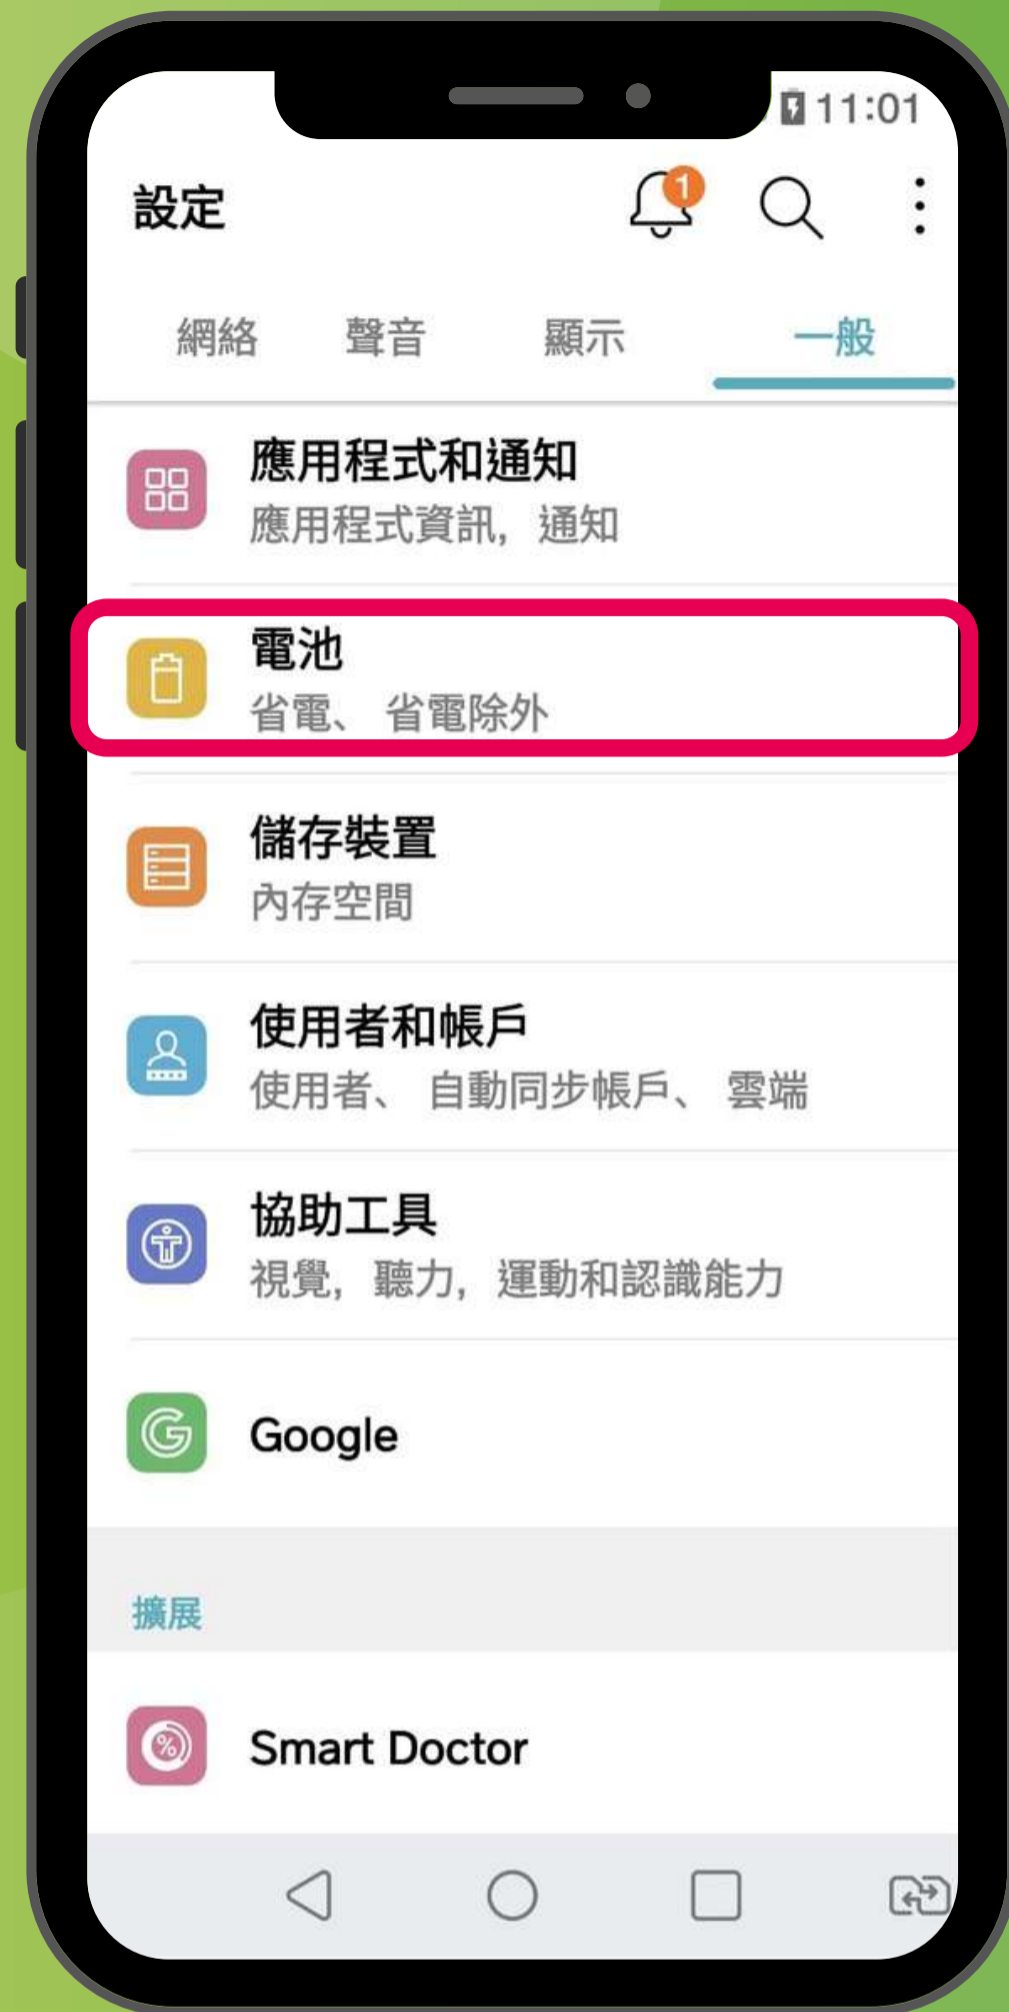 11:01
設定
1
網絡 聲音 顯示 一般
應用程式和通知
應用程式資訊, 通知
電池
省電、 省電除外
儲存裝置
內存空間
使用者和帳戶
使用者、 自動同步帳戶、 雲端
協助工具
視覺, 聽力, 運動和認識能力
G
Google
擴展
%
Smart Doctor